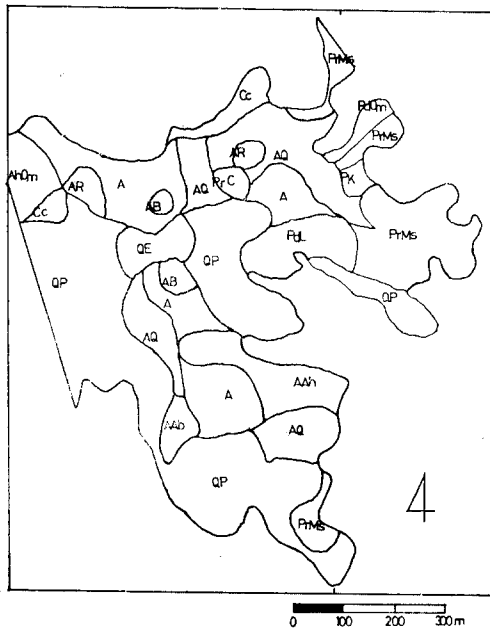 PrMs
Cc
PdOm
PrMs
AR
AQ
PK
AhOm
AR
A
AQ
PrC
A
AB
Cc
PrMs
QE
PdL
QP
QP
AB
QP
A
AQ
AAh
A
AAh
AQ
QP
4
PrMs
0 100 200 300 m